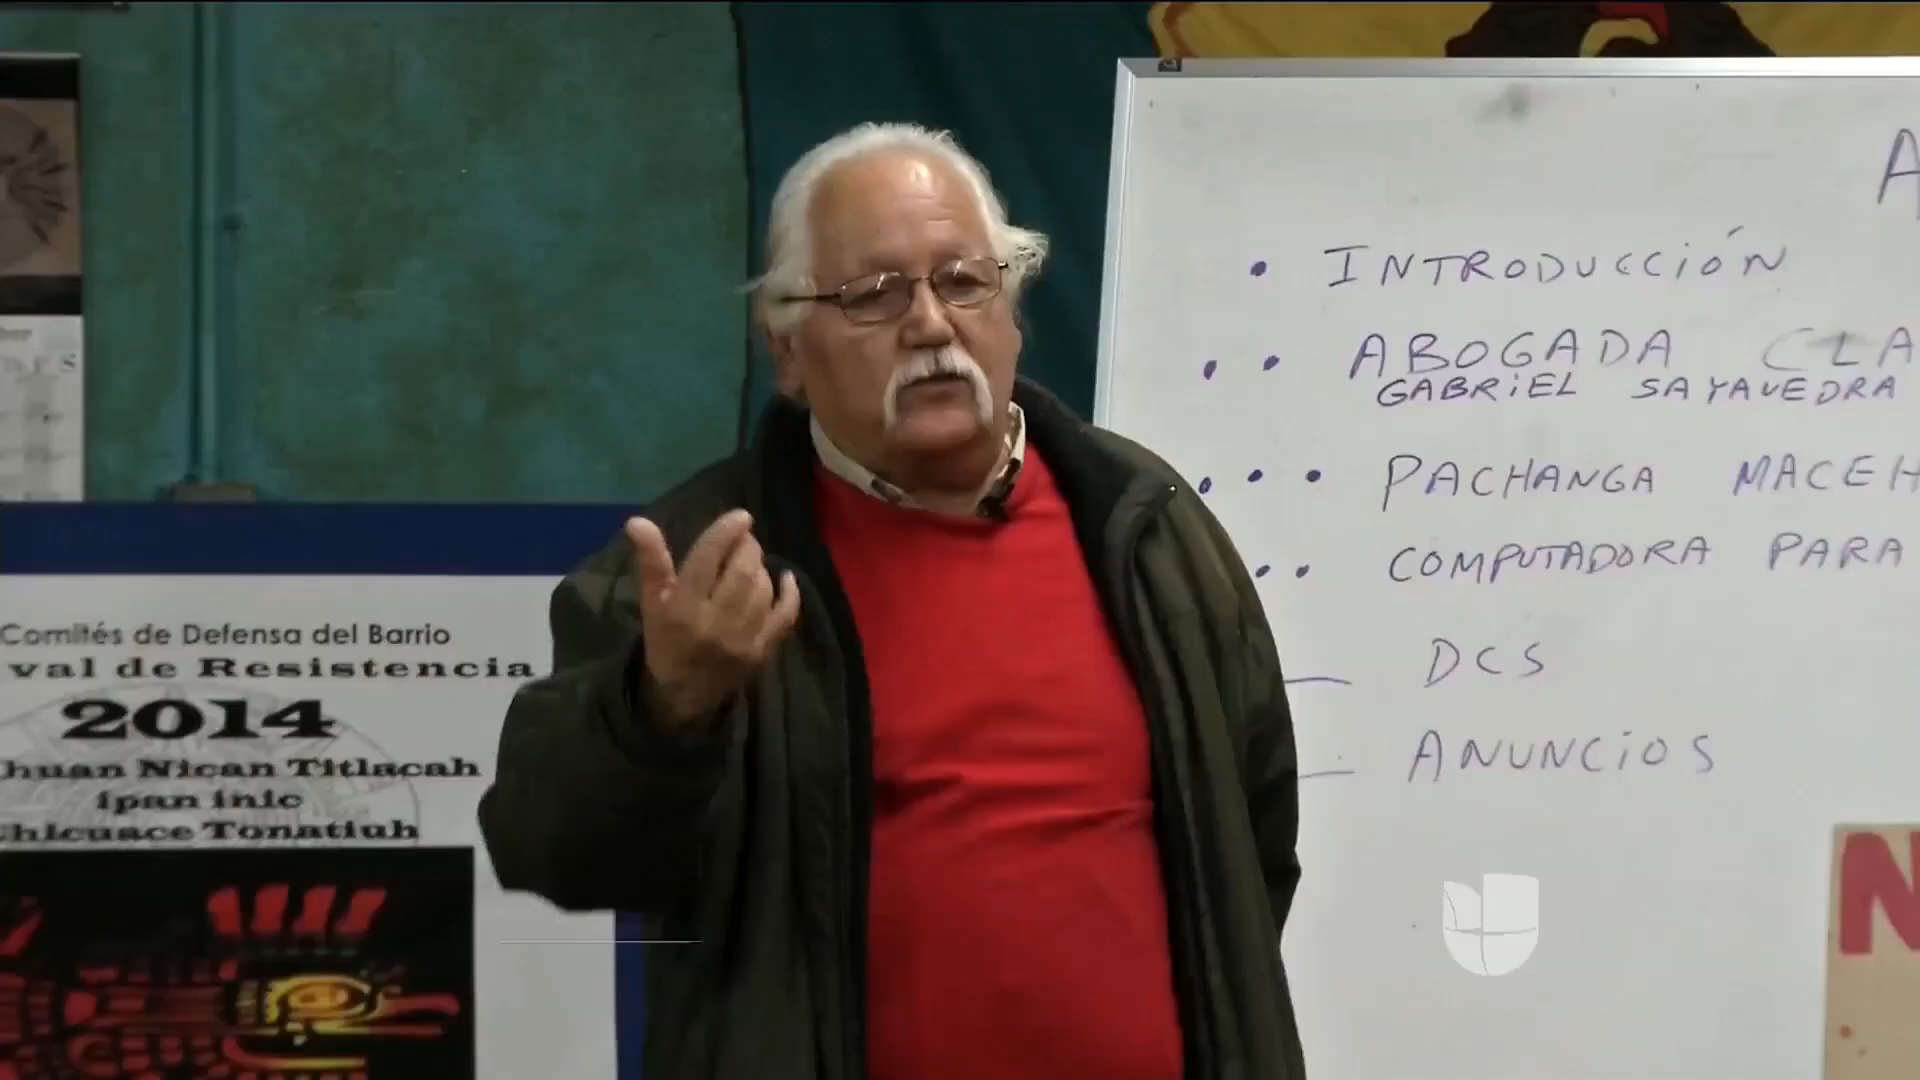 Comités de Defensa del Barrio
val de Resistencia
2014
huan Nican Titlacah
ipan inic
Chicuace Tonatiuh
A
• INTRODUCCIÓN
• • ABOGADA CLA
GABRIEL SAYAVEDRA
• • • PACHANGA MACEH
• • COMPUTADORA PARA
— DCS
— ANUNCIOS
N